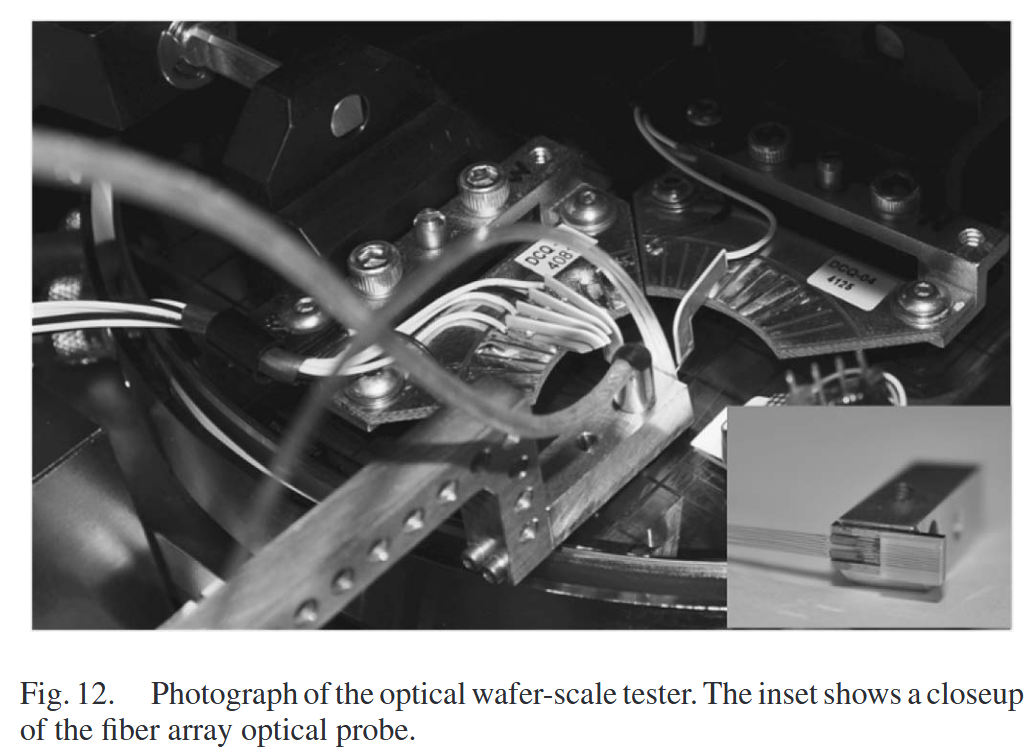 DCQ-
408
DCQ-04
4125
Fig. 12. Photograph of the optical wafer-scale tester. The inset shows a closeup
of the fiber array optical probe.